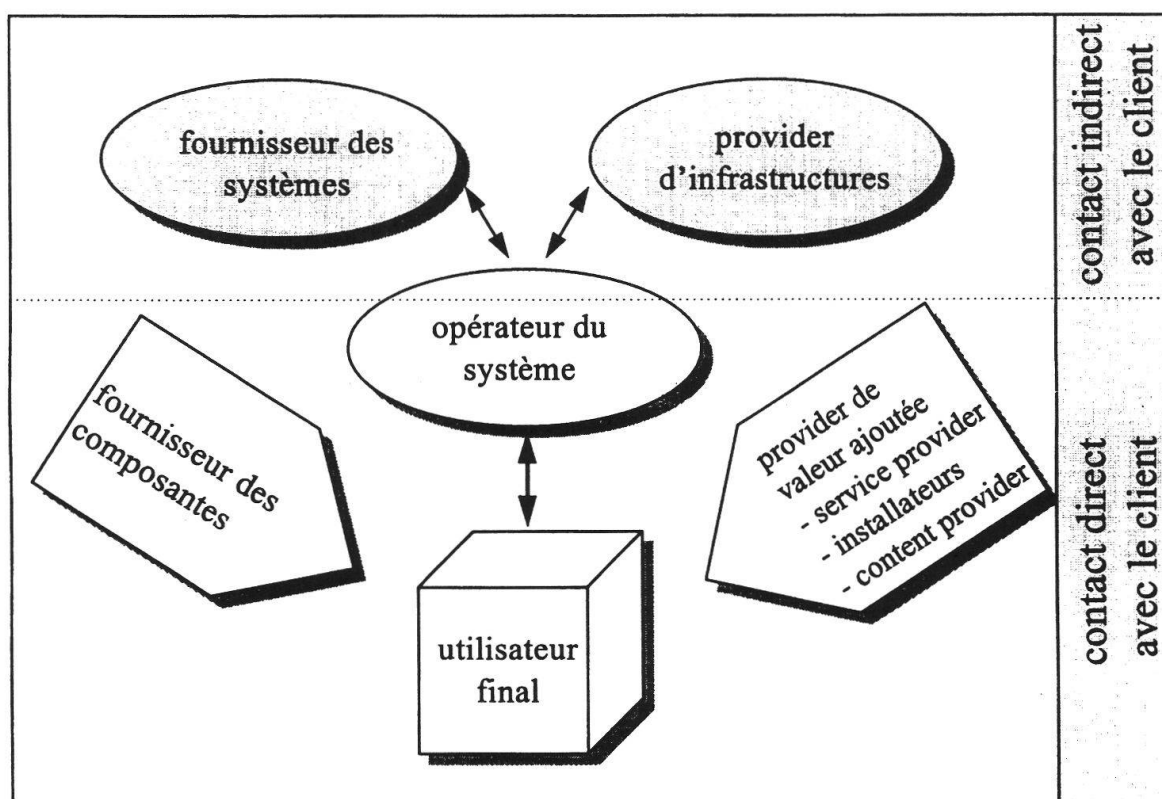 fournisseur des
systèmes
provider
d'infrastructures
contact indirect
avec le client
opérateur du
système
fournisseur des
composantes
provider de
valeur ajoutée
- service provider
- installateurs
- content provider
utilisateur
final
contact direct
avec le client